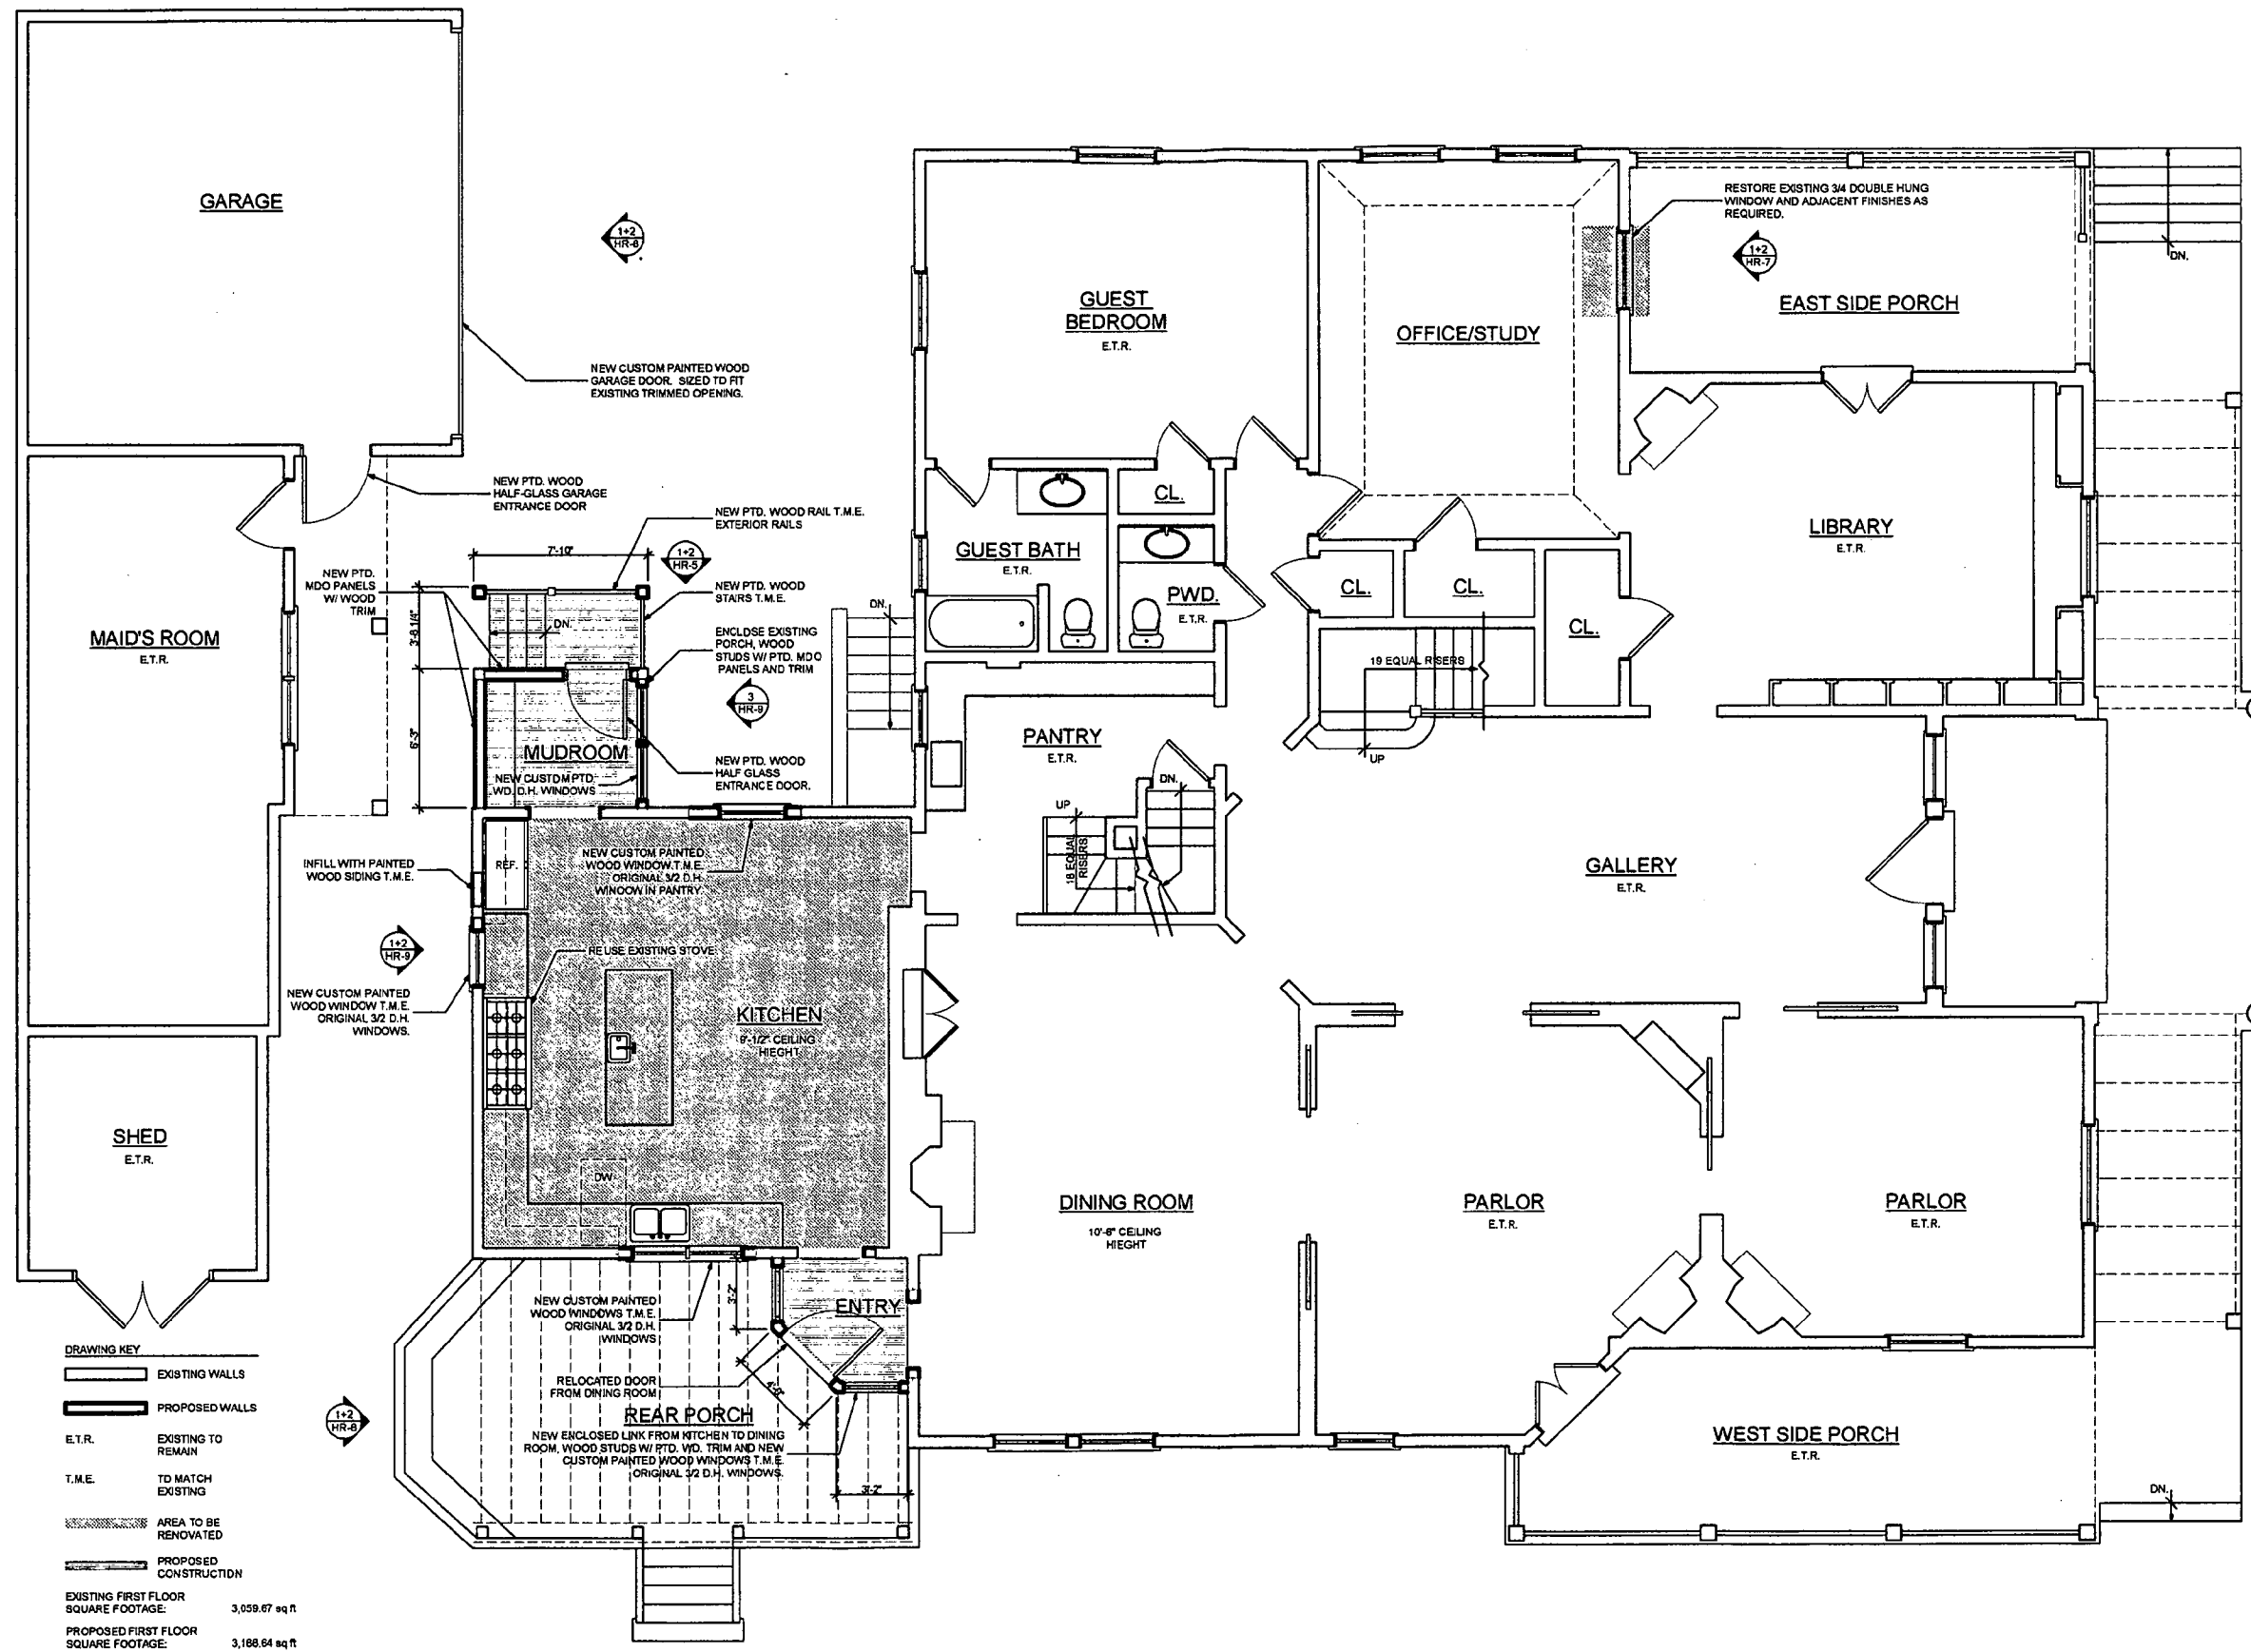 GARAGE
1+2
HR-8
NEW CUSTOM PAINTED WOOD
GARAGE DOOR. SIZED TO FIT
EXISTING TRIMMED OPENING.
GUEST
BEDROOM
E.T.R.
OFFICE/STUDY
RESTORE EXISTING 3/4 DOUBLE HUNG
WINDOW AND ADJACENT FINISHES AS
REQUIRED.
1+2
HR-7
EAST SIDE PORCH
DN.
NEW PTD. WOOD
HALF-GLASS GARAGE
ENTRANCE DOOR
NEW PTD. WOOD RAIL T.M.E.
EXTERIOR RAILS
7'-10"
1+2
HR-5
NEW PTD.
MDO PANELS
W/ WOOD
TRIM
NEW PTD. WOOD
STAIRS T.M.E.
3'-8 1/4"
DN.
ENCLOSE EXISTING
PORCH, WOOD
STUDS W/ PTD. MDO
PANELS AND TRIM
DN.
MAID'S ROOM
E.T.R.
3
HR-9
6'-3"
MUDROOM
NEW CUSTOM PTD.
WD. D.H. WINDOWS
NEW PTD. WOOD
HALF GLASS
ENTRANCE DOOR.
CL.
GUEST BATH
E.T.R.
PWD.
E.T.R.
CL.
CL.
CL.
LIBRARY
E.T.R.
19 EQUAL RISERS
UP
PANTRY
E.T.R.
DN.
UP
18 EQUAL
RISERS
GALLERY
E.T.R.
INFILL WITH PAINTED
WOOD SIDING T.M.E.
REF.
NEW CUSTOM PAINTED
WOOD WINDOW T.M.E.
ORIGINAL 3/2 D.H.
WINDOW IN PANTRY.
1+2
HR-9
REUSE EXISTING STOVE
NEW CUSTOM PAINTED
WOOD WINDOW T.M.E.
ORIGINAL 3/2 D.H.
WINDOWS.
KITCHEN
9'-1/2" CEILING
HIEGHT
SHED
E.T.R.
DW
DINING ROOM
10'-6" CEILING
HIEGHT
PARLOR
E.T.R.
PARLOR
E.T.R.
3'-2"
NEW CUSTOM PAINTED
WOOD WINDOWS T.M.E.
ORIGINAL 3/2 D.H.
WINDOWS
ENTRY
RELOCATED DOOR
FROM DINING ROOM
REAR PORCH
NEW ENCLOSED LINK FROM KITCHEN TO DINING
ROOM, WOOD STUDS W/ PTD. WD. TRIM AND NEW
CUSTOM PAINTED WOOD WINDOWS T.M.E.
ORIGINAL 3/2 D.H. WINDOWS.
3'-2"
1+2
HR-8
WEST SIDE PORCH
E.T.R.
DN.
DRAWING KEY
EXISTING WALLS
PROPOSED WALLS
E.T.R. EXISTING TO
REMAIN
T.M.E. TO MATCH
EXISTING
AREA TO BE
RENOVATED
PROPOSED
CONSTRUCTION
EXISTING FIRST FLOOR
SQUARE FOOTAGE: 3,059.67 sq ft
PROPOSED FIRST FLOOR
SQUARE FOOTAGE: 3,168.64 sq ft